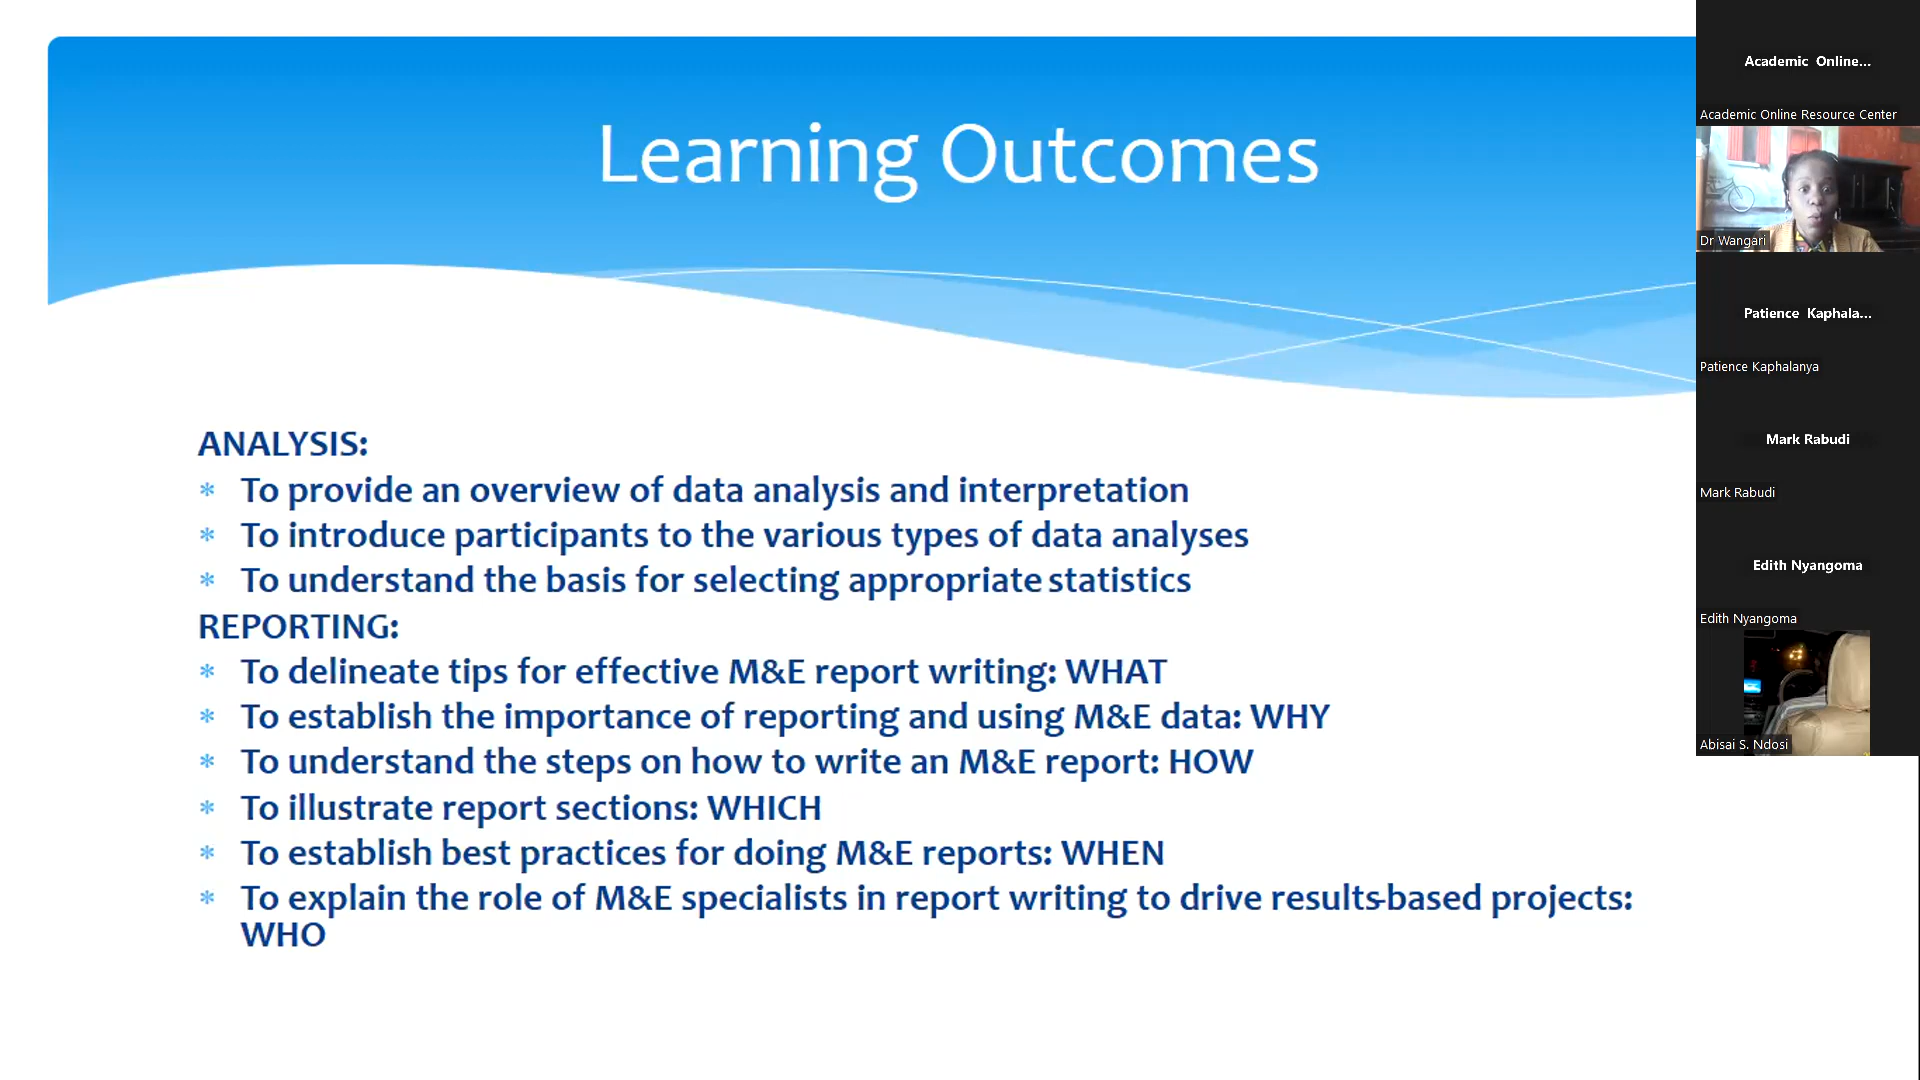 Learning Outcomes
ANALYSIS:
* To provide an overview of data analysis and interpretation
* To introduce participants to the various types of data analyses
* To understand the basis for selecting appropriate statistics
REPORTING:
* To delineate tips for effective M&E report writing: WHAT
* To establish the importance of reporting and using M&E data: WHY
* To understand the steps on how to write an M&E report: HOW
* To illustrate report sections: WHICH
* To establish best practices for doing M&E reports: WHEN
* To explain the role of M&E specialists in report writing to drive results-based projects:
WHO
Academic Online...
Academic Online Resource Center
Dr Wangari
Patience Kaphala...
Patience Kaphalanya
Mark Rabudi
Mark Rabudi
Edith Nyangoma
Edith Nyangoma
Abisai S. Ndosi